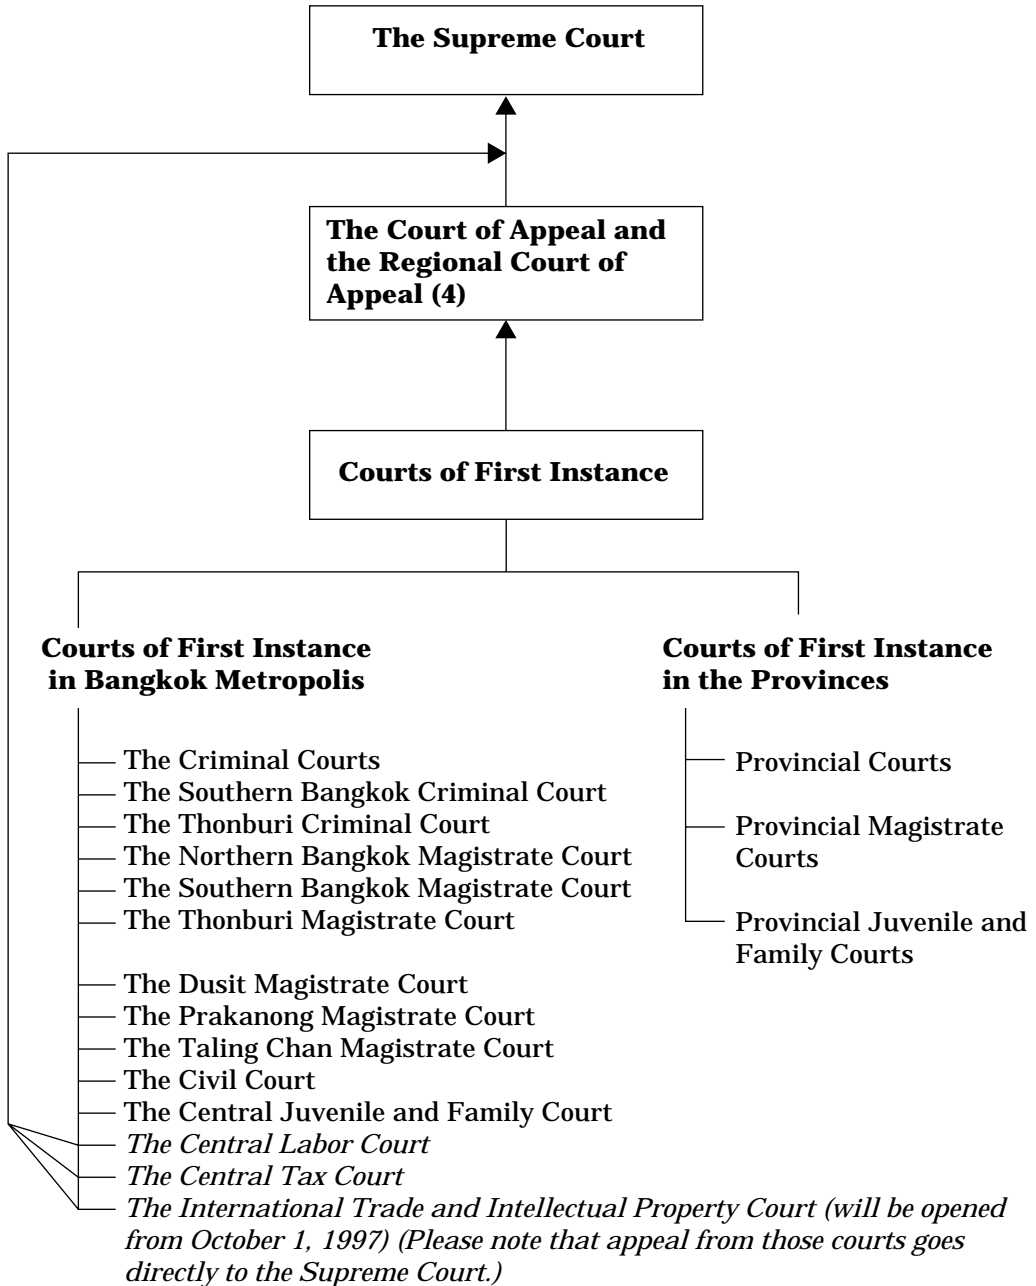 The Supreme Court
The Court of Appeal and
the Regional Court of
Appeal (4)
Courts of First Instance
Courts of First Instance
in Bangkok Metropolis
The Criminal Courts
The Southern Bangkok Criminal Court
The Thonburi Criminal Court
The Northern Bangkok Magistrate Court
The Southern Bangkok Magistrate Court
The Thonburi Magistrate Court
The Dusit Magistrate Court
The Prakanong Magistrate Court
The Taling Chan Magistrate Court
The Civil Court
The Central Juvenile and Family Court
The Central Labor Court
The Central Tax Court
The International Trade and Intellectual Property Court (will be opened
from October 1, 1997) (Please note that appeal from those courts goes
directly to the Supreme Court.)
Courts of First Instance
in the Provinces
Provincial Courts
Provincial Magistrate
Courts
Provincial Juvenile and
Family Courts